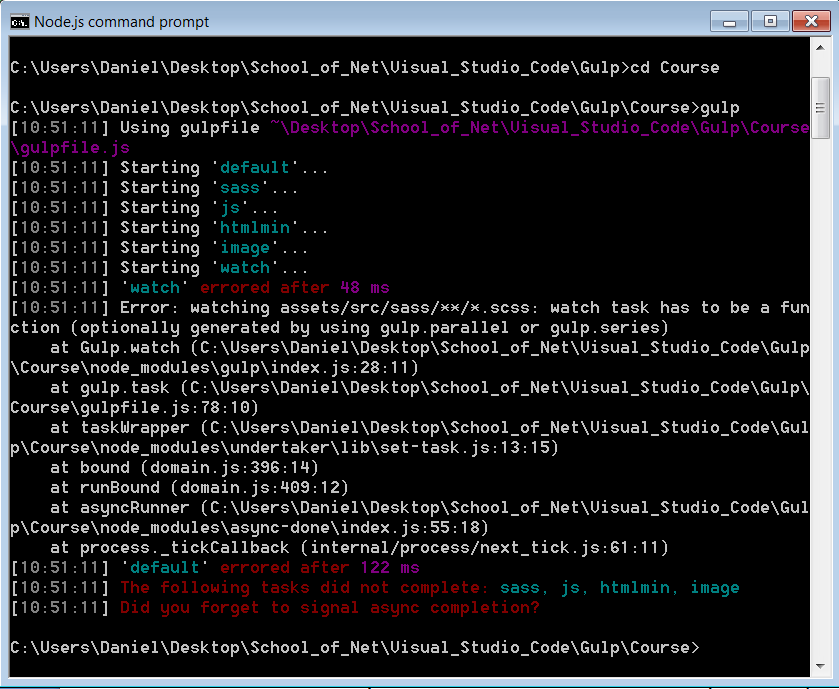 Node.js command prompt
C:\Users\Daniel\Desktop\School_of_Net\Visual_Studio_Code\Gulp>cd Course
C:\Users\Daniel\Desktop\School_of_Net\Visual_Studio_Code\Gulp\Course>gulp
[10:51:11] Using gulpfile ~\Desktop\School_of_Net\Visual_Studio_Code\Gulp\Course
\gulpfile.js
[10:51:11] Starting 'default'...
[10:51:11] Starting 'sass'...
[10:51:11] Starting 'js'...
[10:51:11] Starting 'htmlmin'...
[10:51:11] Starting 'image'...
[10:51:11] Starting 'watch'...
[10:51:11] 'watch' errored after 48 ms
[10:51:11] Error: watching assets/src/sass/**/*.scss: watch task has to be a fun
ction (optionally generated by using gulp.parallel or gulp.series)
at Gulp.watch (C:\Users\Daniel\Desktop\School_of_Net\Visual_Studio_Code\Gulp
\Course\node_modules\gulp\index.js:28:11)
at gulp.task (C:\Users\Daniel\Desktop\School_of_Net\Visual_Studio_Code\Gulp\
Course\gulpfile.js:78:10)
at taskWrapper (C:\Users\Daniel\Desktop\School_of_Net\Visual_Studio_Code\Gul
p\Course\node_modules\undertaker\lib\set-task.js:13:15)
at bound (domain.js:396:14)
at runBound (domain.js:409:12)
at asyncRunner (C:\Users\Daniel\Desktop\School_of_Net\Visual_Studio_Code\Gul
p\Course\node_modules\async-done\index.js:55:18)
at process._tickCallback (internal/process/next_tick.js:61:11)
[10:51:11] 'default' errored after 122 ms
[10:51:11] The following tasks did not complete: sass, js, htmlmin, image
[10:51:11] Did you forget to signal async completion?
C:\Users\Daniel\Desktop\School_of_Net\Visual_Studio_Code\Gulp\Course>